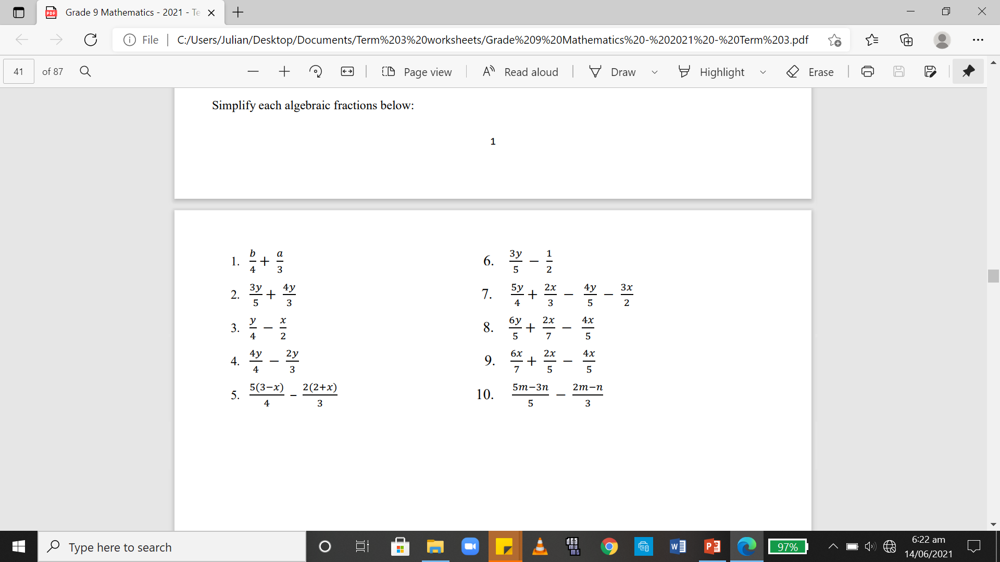 Grade 9 Mathematics - 2021 - Te
File
C:/Users/Julian/Desktop/Documents/Term%203%20worksheets/Grade%209%20Mathematics%20-%202021%20-%20Term%203.pdf
41 of 87
Page view
Read aloud
Draw
Highlight
Erase
Simplify each algebraic fractions below:
1
1. b/4 + a/3
2. 3y/5 + 4y/3
3. y/4 − x/2
4. 4y/4 − 2y/3
5. 5(3−x)/4 - 2(2+x)/3
6. 3y/5 − 1/2
7. 5y/4 + 2x/3 − 4y/5 − 3x/2
8. 6y/5 + 2x/7 − 4x/5
9. 6x/7 + 2x/5 − 4x/5
10. 5m−3n/5 − 2m−n/3
Type here to search
97%
6:22 am
14/06/2021